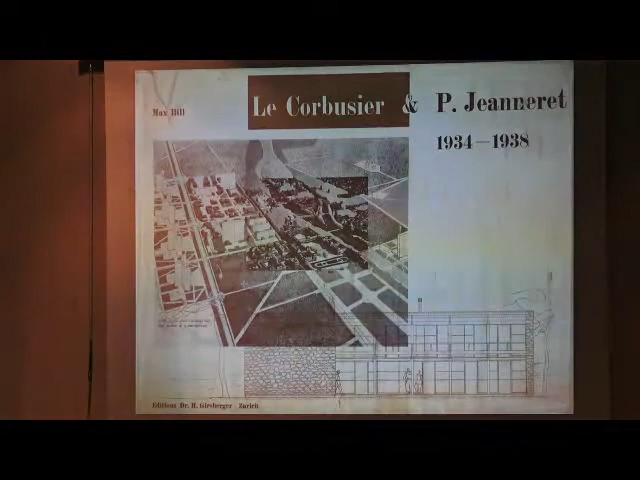 Max Bill
Le Corbusier & P. Jeanneret
1934—1938
Editions Dr. H. Girsberger Zurich